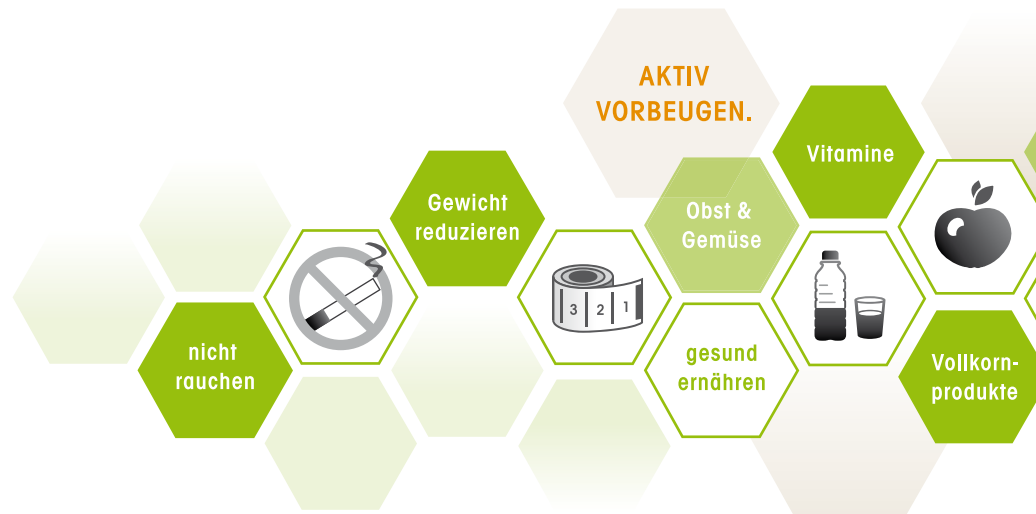 AKTIV
VORBEUGEN.
Vitamine
Gewicht
reduzieren
Obst &
Gemüse
3 2 1
nicht
rauchen
gesund
ernähren
Vollkorn-
produkte